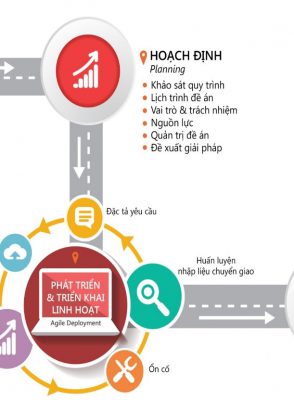 HOẠCH ĐỊNH
Planning
• Khảo sát quy trình
• Lịch trình đề án
• Vai trò & trách nhiệm
• Nguồn lực
• Quản trị đề án
• Đề xuất giải pháp
Đặc tả yêu cầu
PHÁT TRIỂN
& TRIỂN KHAI
LINH HOẠT
Agile Deployment
Huấn luyện
nhập liệu chuyển giao
Ổn cố